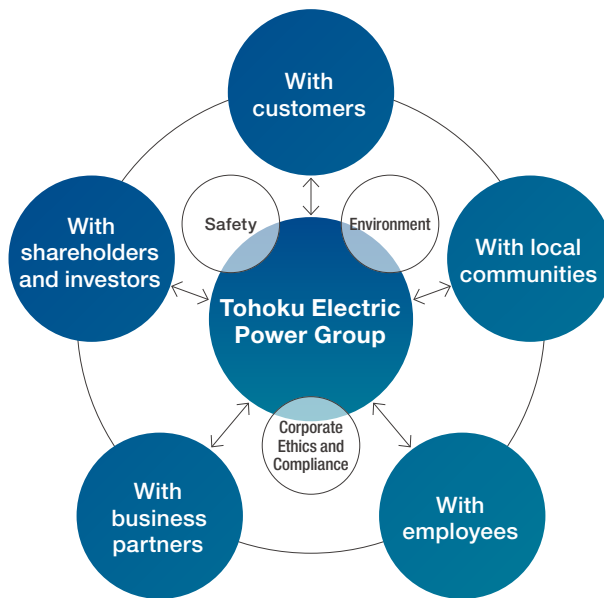 With
customers
Safety
Environment
With
shareholders
and investors
With local
communities
Tohoku Electric
Power Group
Corporate
Ethics and
Compliance
With
business
partners
With
employees